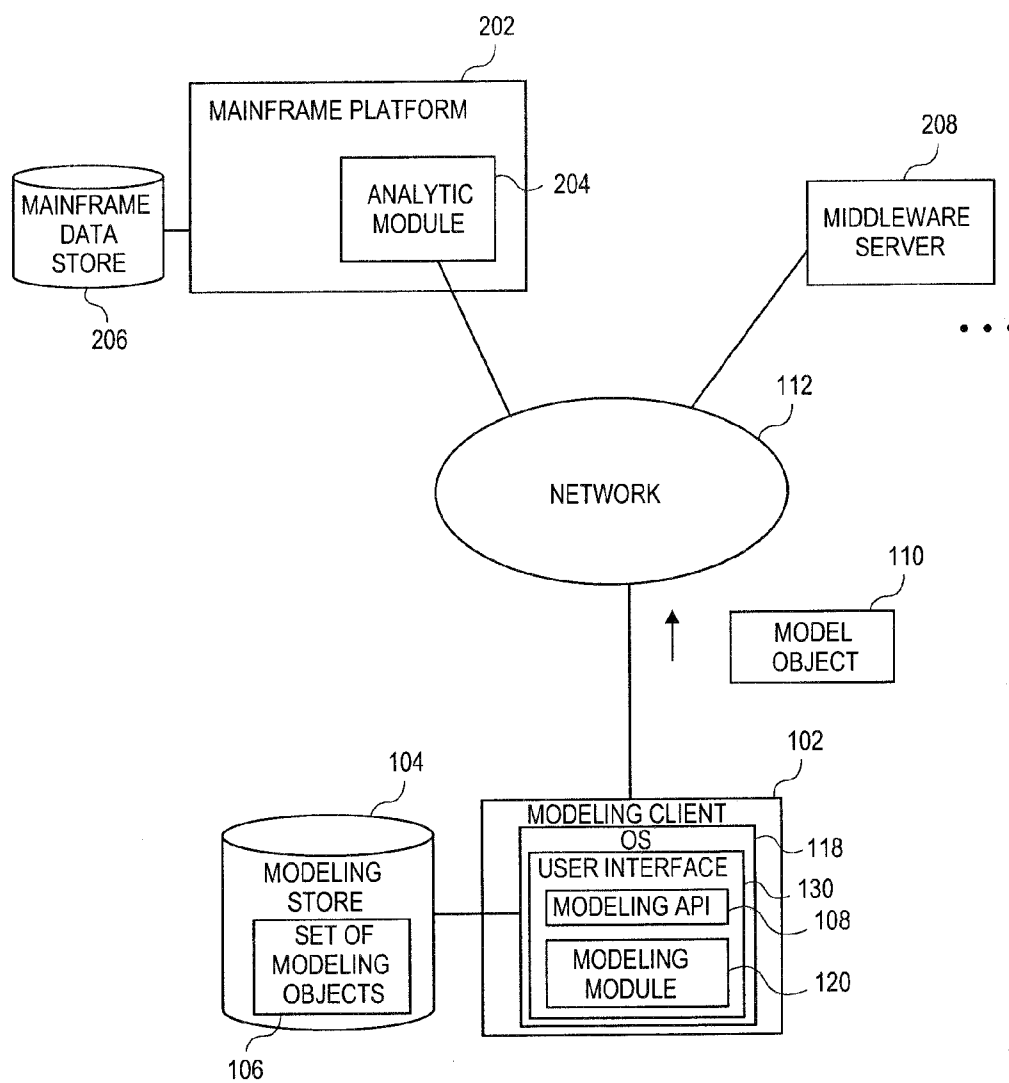 202
MAINFRAME PLATFORM
208
ANALYTIC
MODULE
204
MAINFRAME
DATA
STORE
MIDDLEWARE
SERVER
206
• • •
112
NETWORK
110
MODEL
OBJECT
102
104
MODELING CLIENT
OS
118
USER INTERFACE
130
MODELING API
108
MODELING
MODULE
120
MODELING
STORE
SET OF
MODELING
OBJECTS
106